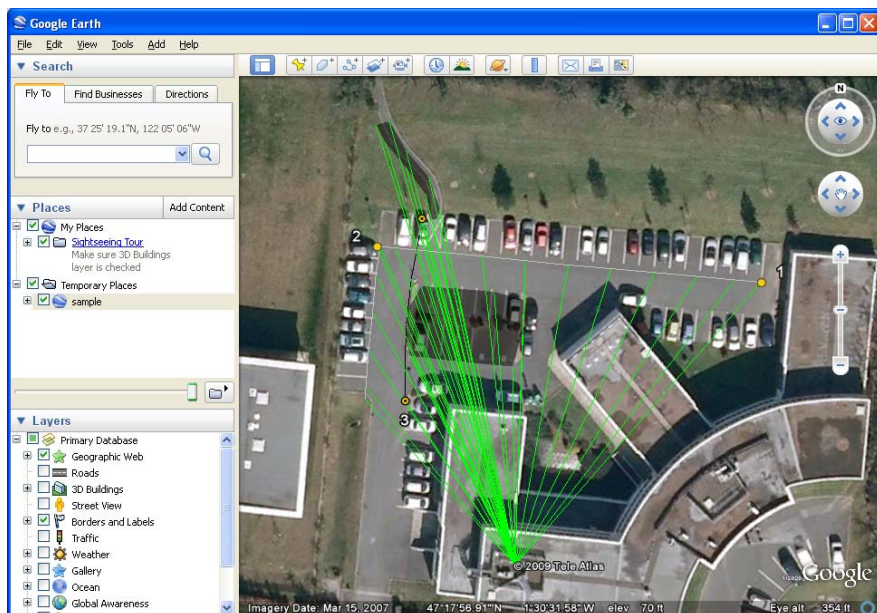 Google Earth
File Edit View Tools Add Help
Search
Fly To Find Businesses Directions
Fly to e.g., 37 25' 19.1"N, 122 05' 06"W
Places Add Content
My Places
Sightseeing Tour
Make sure 3D Buildings
layer is checked
Temporary Places
sample
Layers
Primary Database
Geographic Web
Roads
3D Buildings
Street View
Borders and Labels
Traffic
Weather
Gallery
Ocean
Global Awareness
N
2
1
3
© 2009 Tele Atlas
Google
Imagery Date: Mar 15, 2007 47°17'56.91" N 1°30'31.58" W elev 70 ft Eye alt 354 ft